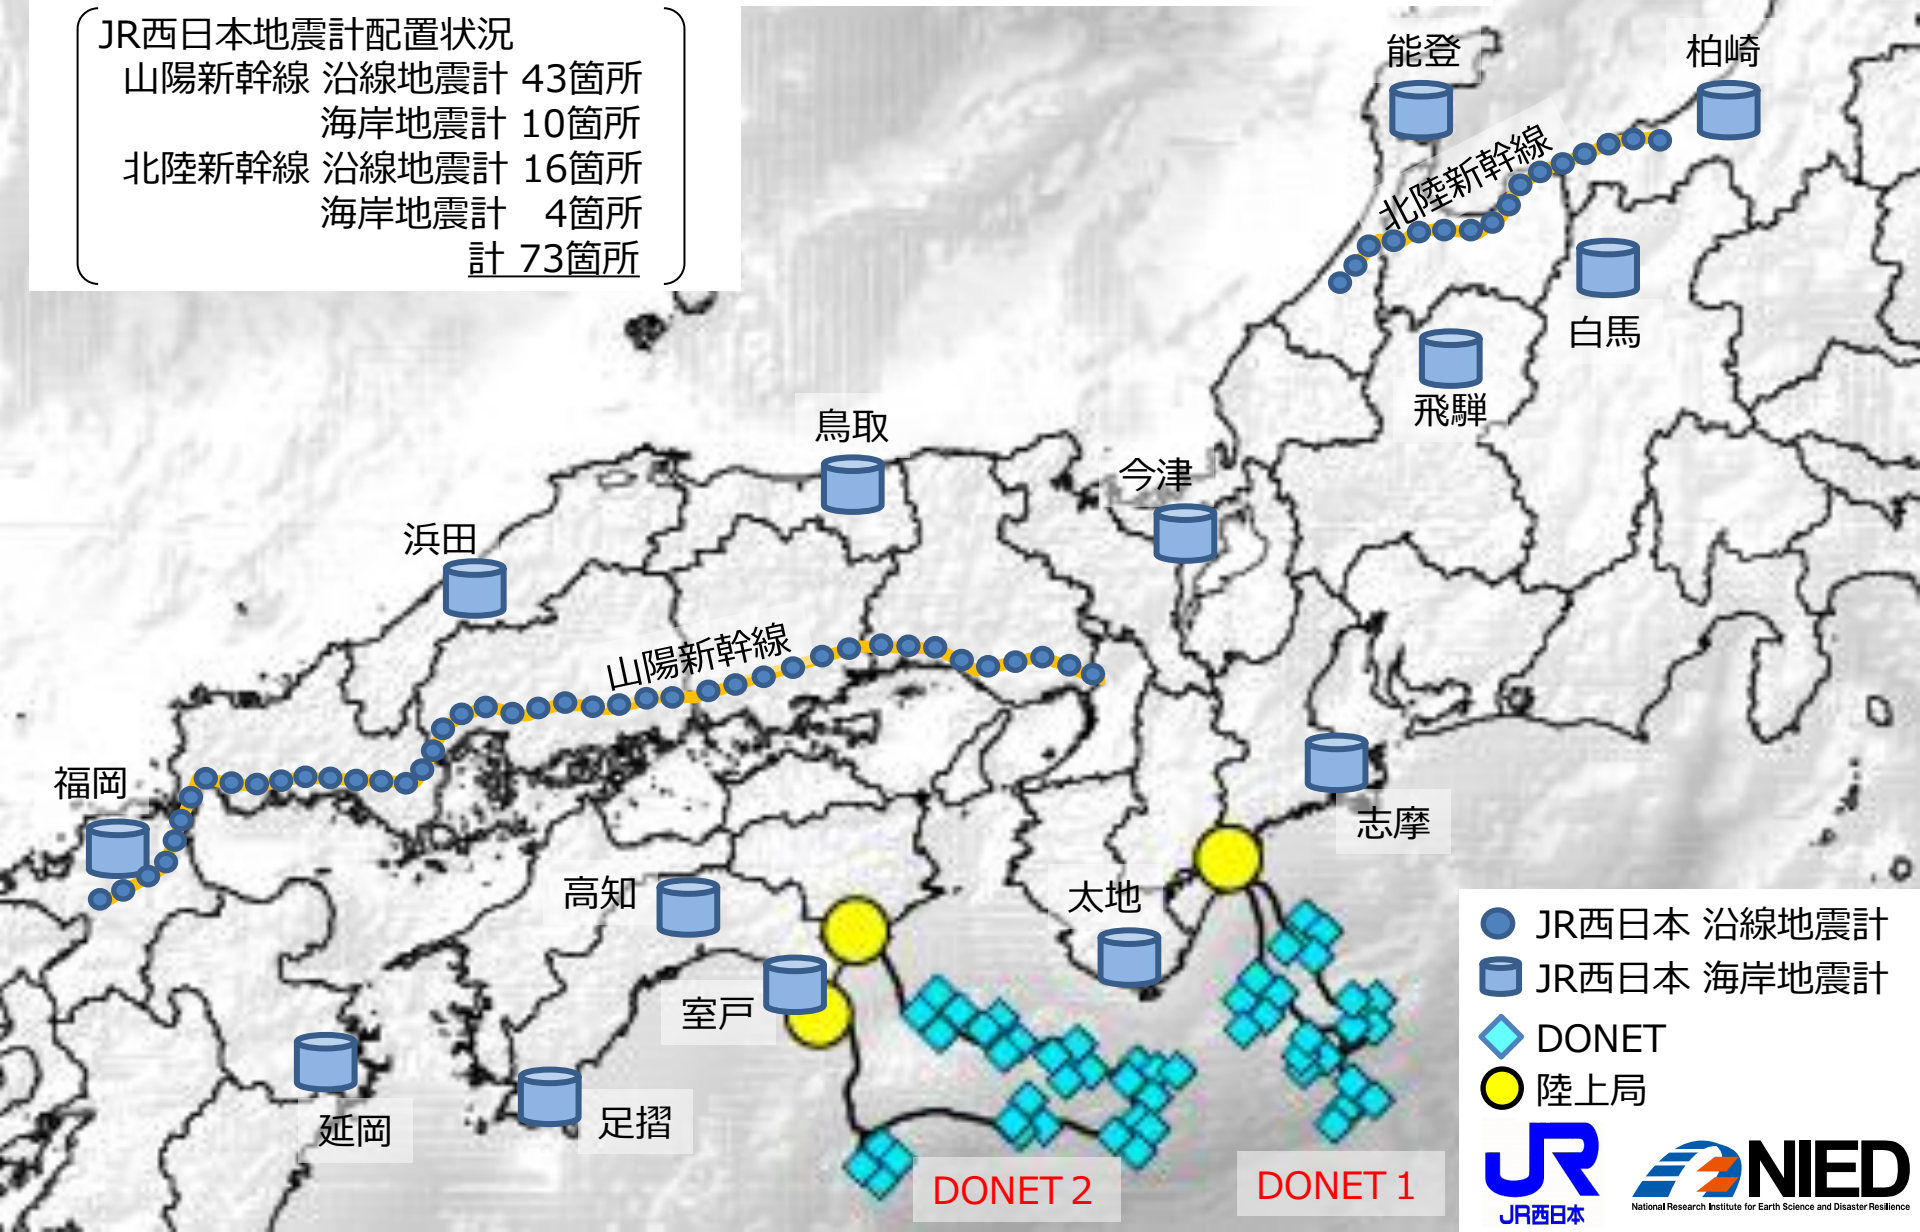 JR西日本地震計配置状況
山陽新幹線 沿線地震計 43箇所
海岸地震計 10箇所
北陸新幹線 沿線地震計 16箇所
海岸地震計 4箇所
計 73箇所
能登
柏崎
北陸新幹線
白馬
飛騨
鳥取
今津
浜田
山陽新幹線
福岡
志摩
高知
太地
室戸
延岡
足摺
DONET 2
DONET 1
JR西日本 沿線地震計
JR西日本 海岸地震計
DONET
陸上局
JR
JR西日本
NIED
National Research Institute for Earth Science and Disaster Resilience